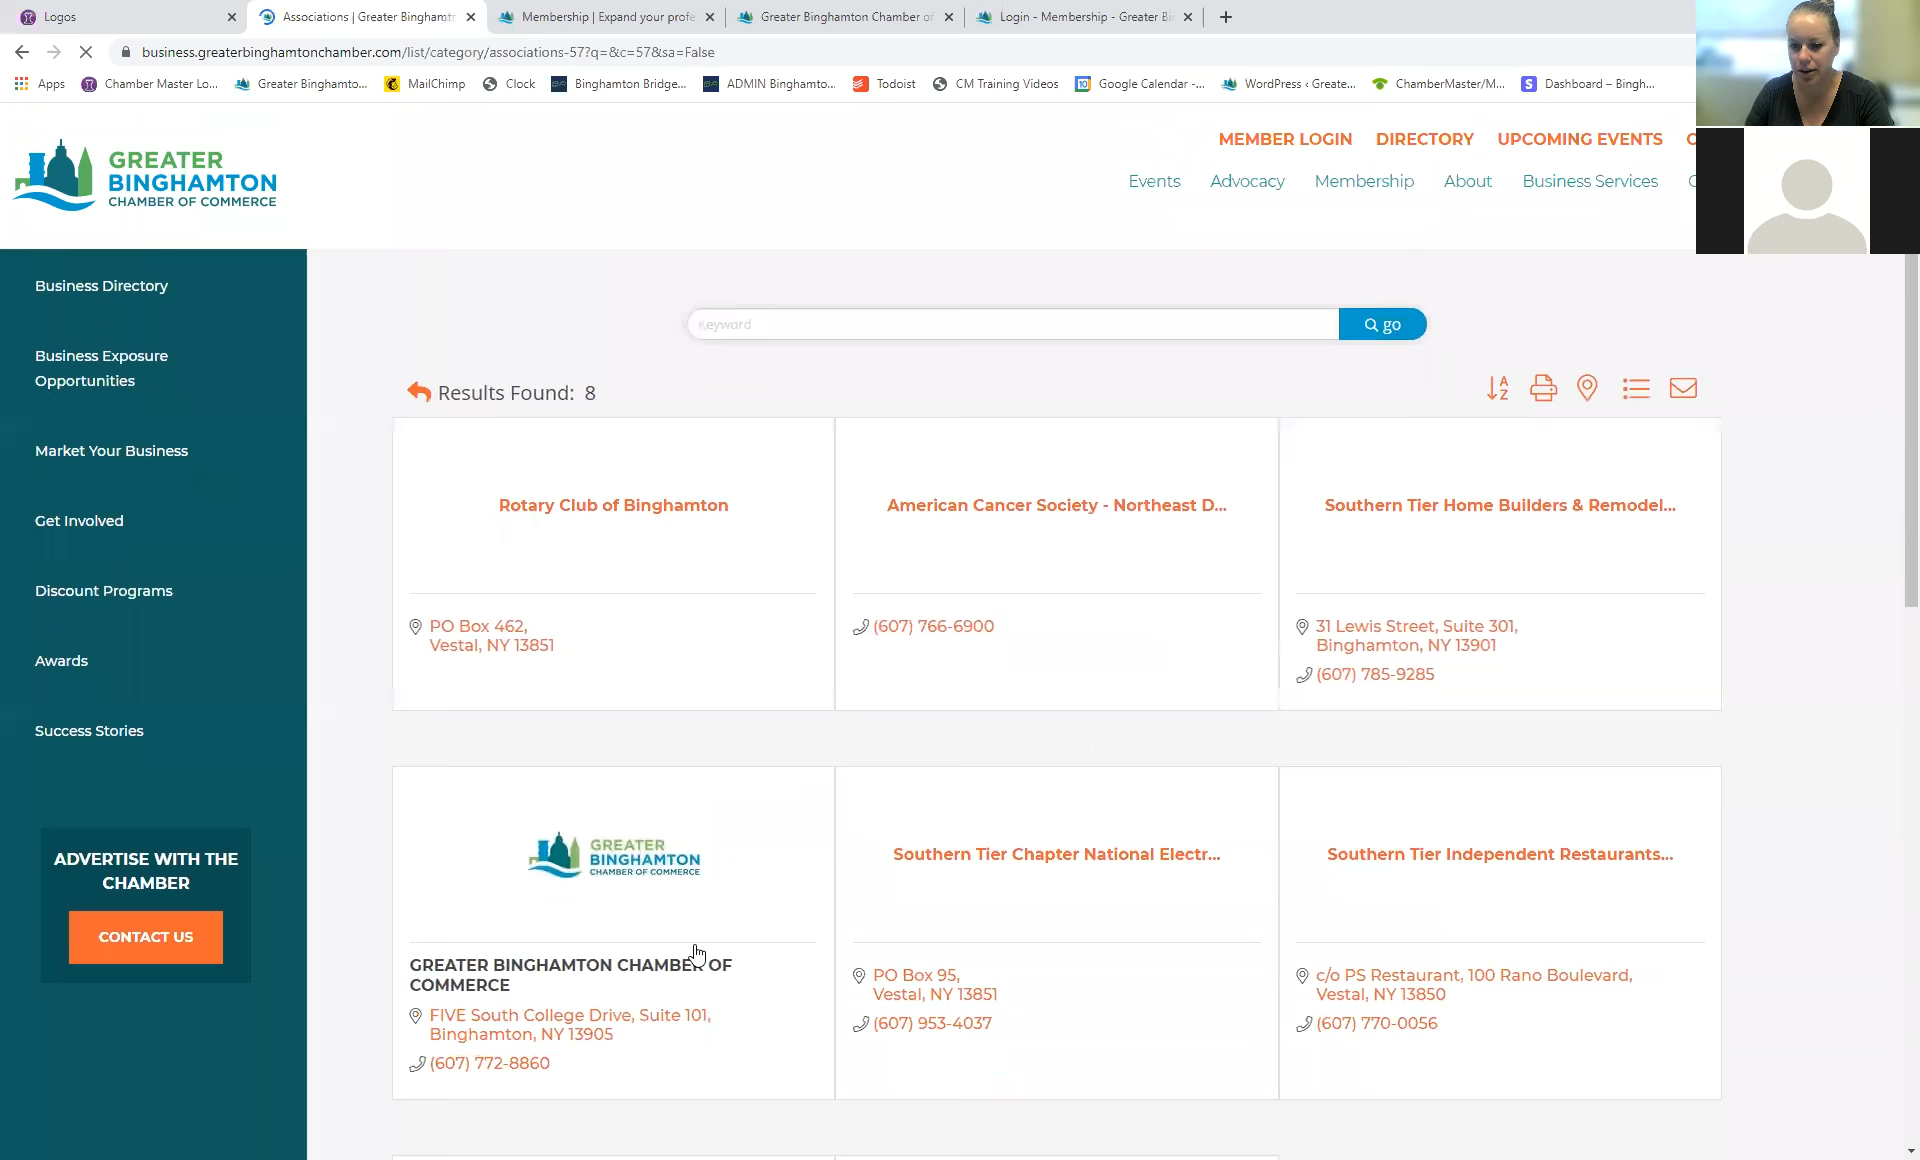 Logos
Associations | Greater Binghamt
Membership | Expand your profe
Greater Binghamton Chamber of
Login - Membership - Greater Bi
business.greaterbinghamtonchamber.com/list/category/associations-57?q=&c=57&sa=False
Apps
Chamber Master Lo...
Greater Binghamto...
MailChimp
Clock
Binghamton Bridge...
ADMIN Binghamto...
Todoist
CM Training Videos
Google Calendar -...
WordPress ‹ Greate...
ChamberMaster/M...
Dashboard – Bingh...
GREATER
BINGHAMTON
CHAMBER OF COMMERCE
MEMBER LOGIN DIRECTORY UPCOMING EVENTS
Events Advocacy Membership About Business Services
Business Directory
Business Exposure
Opportunities
Market Your Business
Get Involved
Discount Programs
Awards
Success Stories
ADVERTISE WITH THE
CHAMBER
CONTACT US
Keyword
go
Results Found: 8
Rotary Club of Binghamton
PO Box 462,
Vestal, NY 13851
American Cancer Society - Northeast D...
(607) 766-6900
Southern Tier Home Builders & Remodel...
31 Lewis Street, Suite 301,
Binghamton, NY 13901
(607) 785-9285
GREATER
BINGHAMTON
CHAMBER OF COMMERCE
GREATER BINGHAMTON CHAMBER OF
COMMERCE
FIVE South College Drive, Suite 101,
Binghamton, NY 13905
(607) 772-8860
Southern Tier Chapter National Electr...
PO Box 95,
Vestal, NY 13851
(607) 953-4037
Southern Tier Independent Restaurants...
c/o PS Restaurant, 100 Rano Boulevard,
Vestal, NY 13850
(607) 770-0056